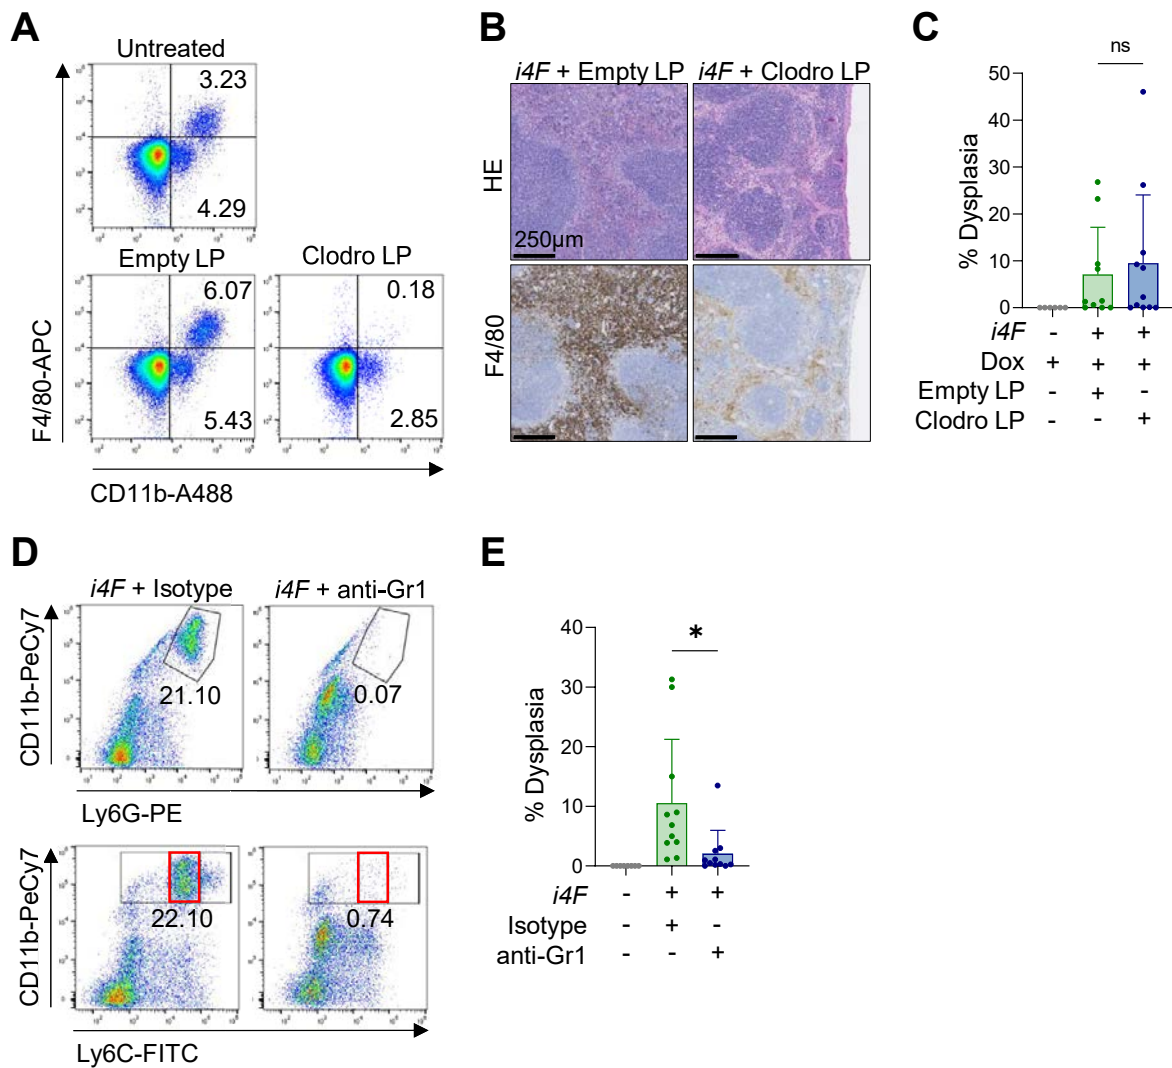 A
Untreated
3.23
4.29
Empty LP
Clodro LP
6.07
0.18
5.43
2.85
F4/80-APC
CD11b-A488
B
i4F + Empty LP
i4F + Clodro LP
HE
250µm
F4/80
C
ns
% Dysplasia
50
40
30
20
10
0
i4F - + +
Dox + + +
Empty LP - + -
Clodro LP - - +
D
i4F + Isotype
i4F + anti-Gr1
CD11b-PeCy7
21.10
0.07
Ly6G-PE
CD11b-PeCy7
22.10
0.74
Ly6C-FITC
E
*
% Dysplasia
40
30
20
10
0
i4F - + +
Isotype - + -
anti-Gr1 - - +